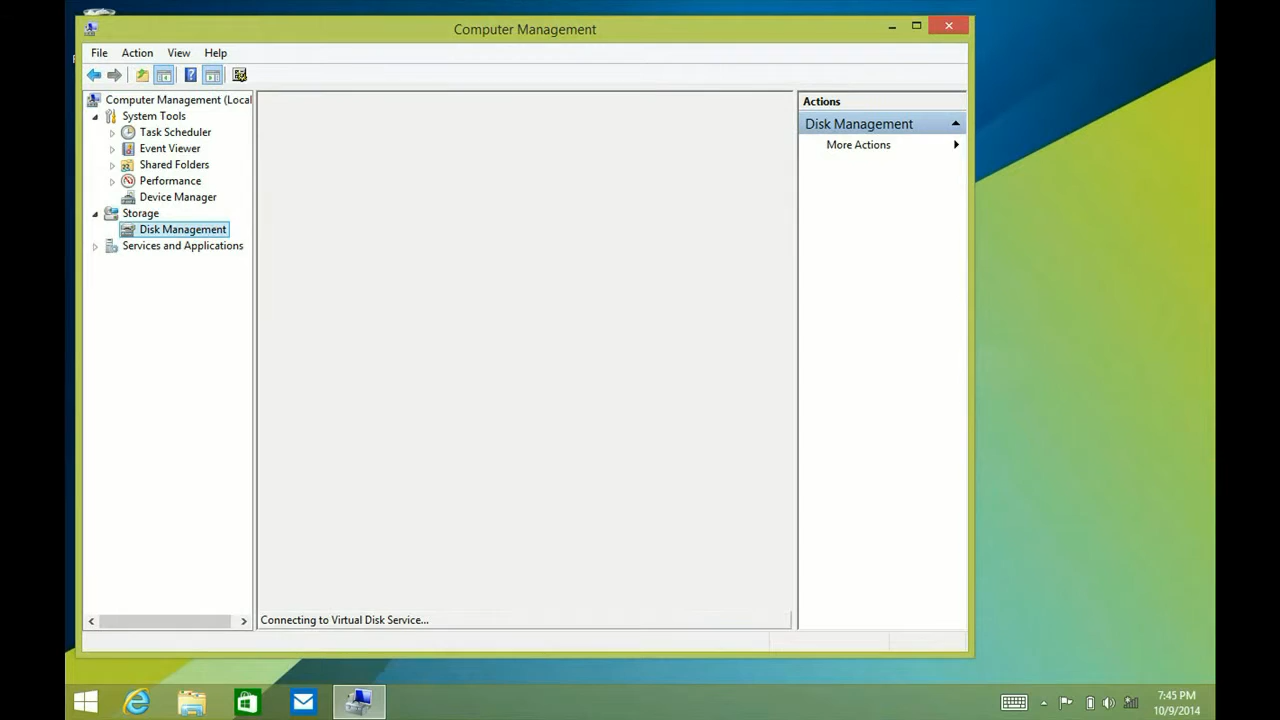 Computer Management
File Action View Help
Computer Management (Local
System Tools
Task Scheduler
Event Viewer
Shared Folders
Performance
Device Manager
Storage
Disk Management
Services and Applications
Connecting to Virtual Disk Service...
Actions
Disk Management
More Actions
7:45 PM
10/9/2014